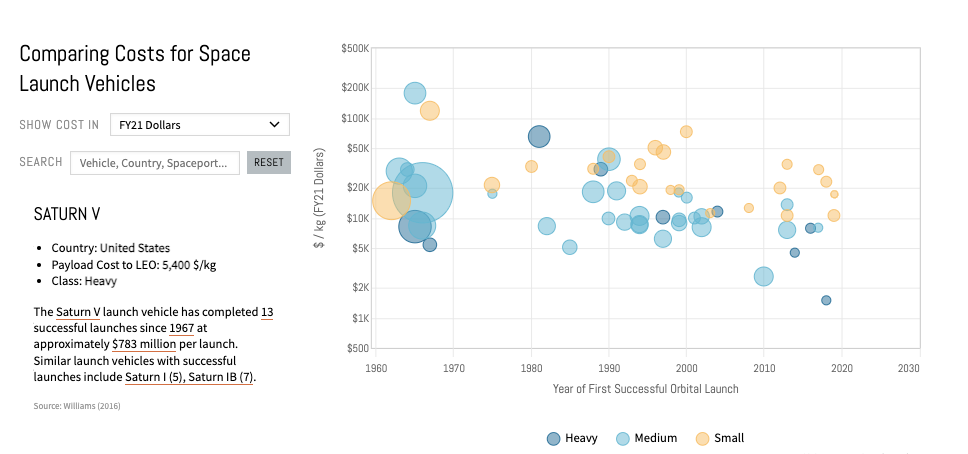 Comparing Costs for Space
Launch Vehicles
SHOW COST IN FY21 Dollars
SEARCH Vehicle, Country, Spaceport... RESET
SATURN V
Country: United States
Payload Cost to LEO: 5,400 $/kg
Class: Heavy
The Saturn V launch vehicle has completed 13
successful launches since 1967 at
approximately $783 million per launch.
Similar launch vehicles with successful
launches include Saturn I (5), Saturn IB (7).
Source: Williams (2016)
$ / kg (FY21 Dollars)
$500K
$200K
$100K
$50K
$20K
$10K
$5K
$2K
$1K
$500
1960 1970 1980 1990 2000 2010 2020 2030
Year of First Successful Orbital Launch
Heavy Medium Small